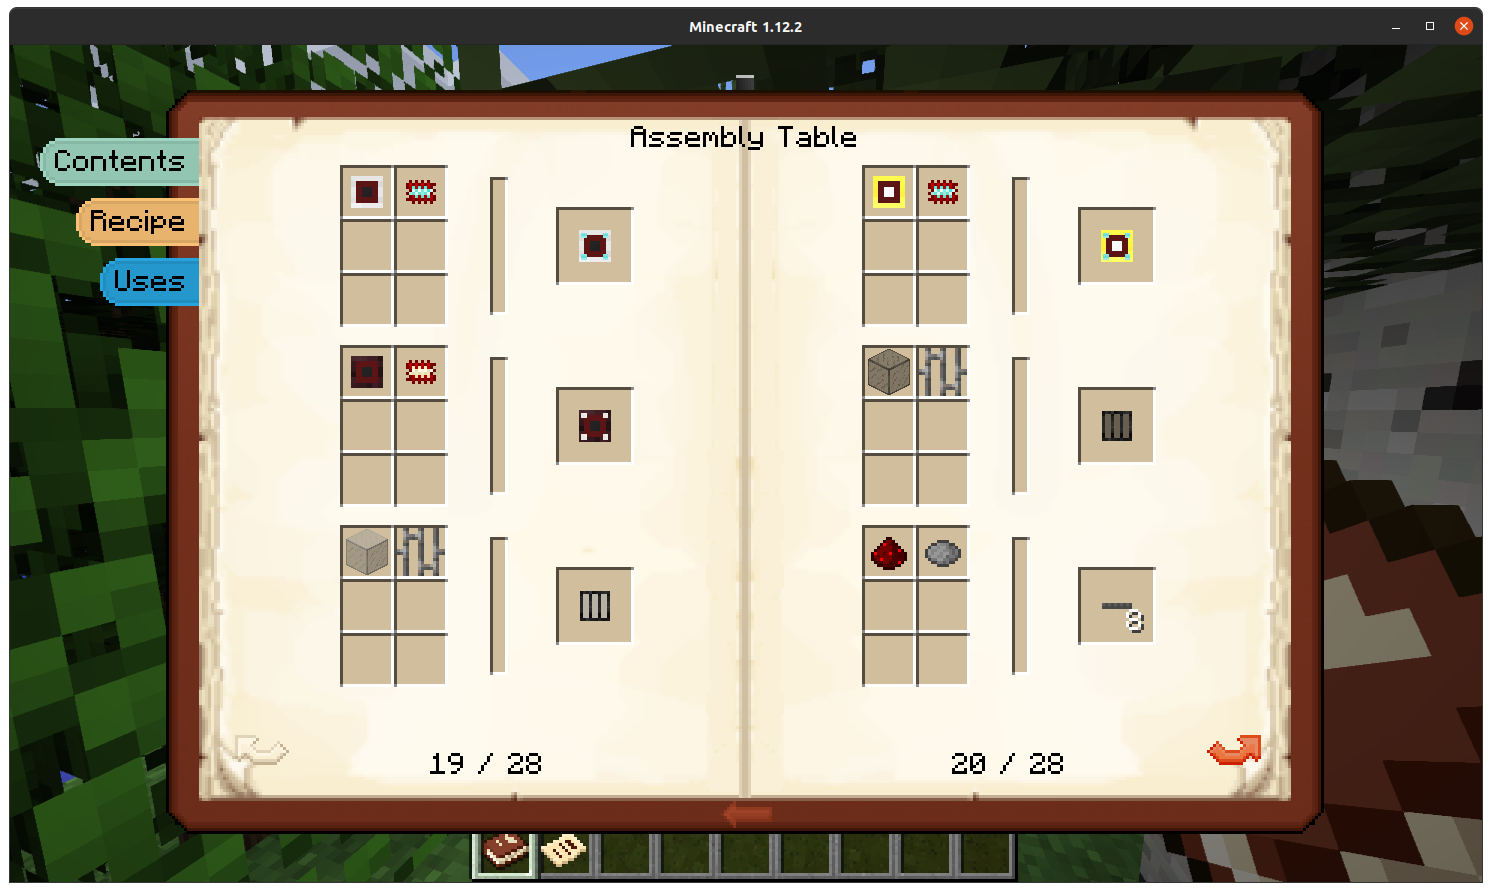 Minecraft 1.12.2
Assembly Table
Contents
Recipe
Uses
8
19 / 28
20 / 28